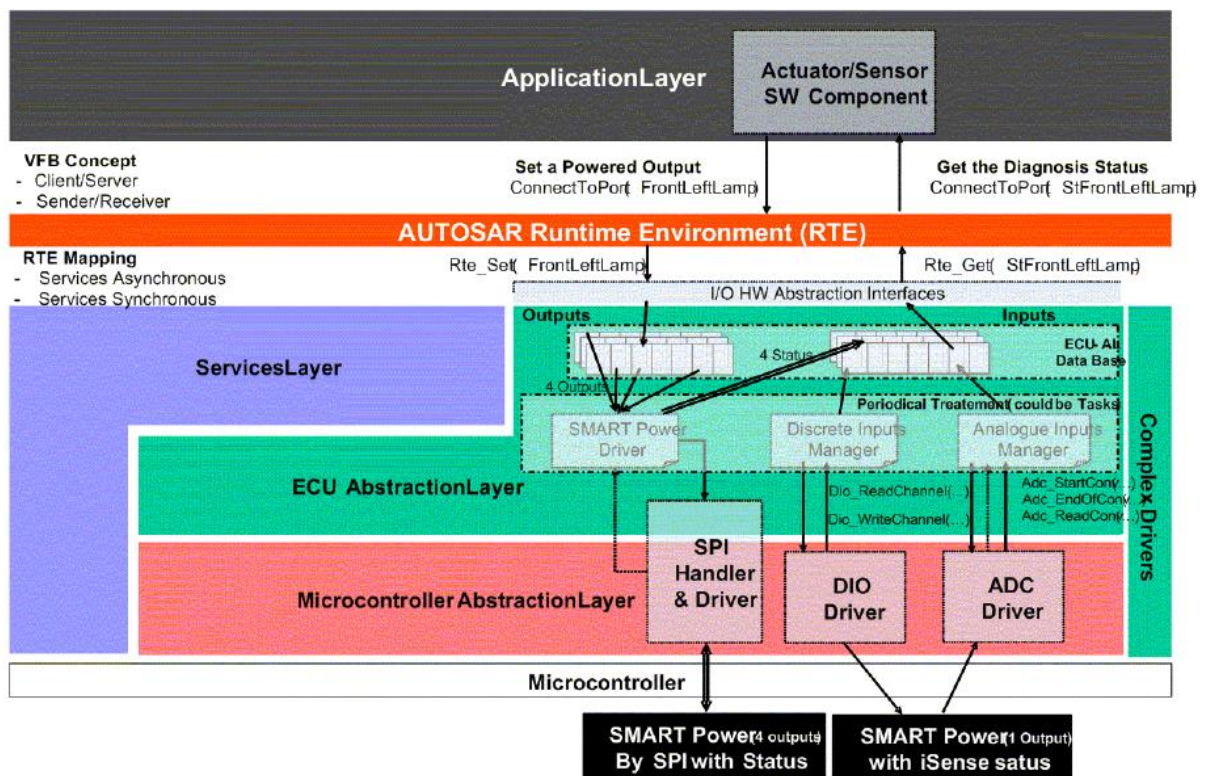 ApplicationLayer
Actuator/Sensor
SW Component
VFB Concept
- Client/Server
- Sender/Receiver
Set a Powered Output
ConnectToPort( FrontLeftLamp)
Get the Diagnosis Status
ConnectToPort( StFrontLeftLamp)
AUTOSAR Runtime Environment (RTE)
RTE Mapping
- Services Asynchronous
- Services Synchronous
Rte_Set( FrontLeftLamp)
Rte_Get( StFrontLeftLamp)
I/O HW Abstraction Interfaces
Outputs
Inputs
4 Status
ECU- AL
Data Base
ServicesLayer
4 Outputs
Periodical Treatement( could be Tasks)
SMART Power
Driver
Discrete Inputs
Manager
Analogue Inputs
Manager
Complex Drivers
ECU AbstractionLayer
Dio_ReadChannel(...)
Dio_WriteChannel(...)
Adc_StartConv(...)
Adc_EndOfConv(...)
Adc_ReadConv(...)
Microcontroller AbstractionLayer
SPI
Handler
& Driver
DIO
Driver
ADC
Driver
Microcontroller
SMART Power(4 outputs)
By SPI with Status
SMART Power(1 Output)
with iSense satus